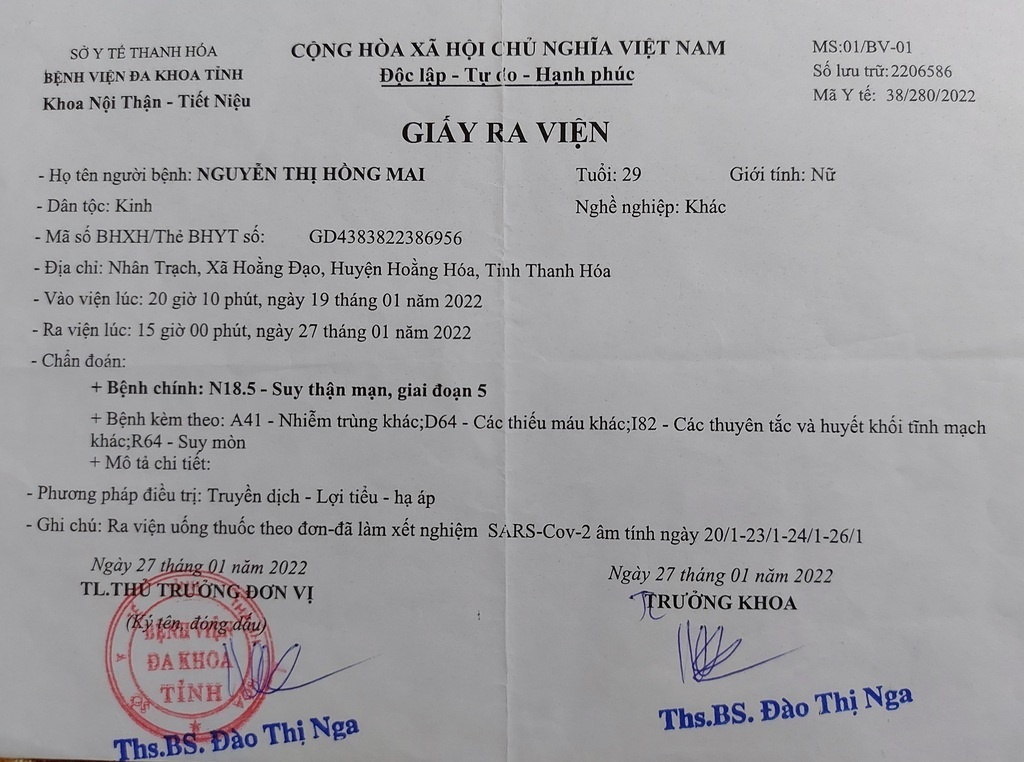 SỞ Y TẾ THANH HÓA
BỆNH VIỆN ĐA KHOA TỈNH
Khoa Nội Thận - Tiết Niệu
CỘNG HÒA XÃ HỘI CHỦ NGHĨA VIỆT NAM
Độc lập - Tự do - Hạnh phúc
MS:01/BV-01
Số lưu trữ:2206586
Mã Y tế: 38/280/2022
GIẤY RA VIỆN
- Họ tên người bệnh: NGUYỄN THỊ HỒNG MAI Tuổi: 29 Giới tính: Nữ
- Dân tộc: Kinh Nghề nghiệp: Khác
- Mã số BHXH/Thẻ BHYT số: GD4383822386956
- Địa chỉ: Nhân Trạch, Xã Hoằng Đạo, Huyện Hoằng Hóa, Tỉnh Thanh Hóa
- Vào viện lúc: 20 giờ 10 phút, ngày 19 tháng 01 năm 2022
- Ra viện lúc: 15 giờ 00 phút, ngày 27 tháng 01 năm 2022
- Chẩn đoán:
+ Bệnh chính: N18.5 - Suy thận mạn, giai đoạn 5
+ Bệnh kèm theo: A41 - Nhiễm trùng khác;D64 - Các thiếu máu khác;I82 - Các thuyên tắc và huyết khối tĩnh mạch
khác;R64 - Suy mòn
+ Mô tả chi tiết:
- Phương pháp điều trị: Truyền dịch - Lợi tiểu - hạ áp
- Ghi chú: Ra viện uống thuốc theo đơn-đã làm xét nghiệm SARS-Cov-2 âm tính ngày 20/1-23/1-24/1-26/1
Ngày 27 tháng 01 năm 2022
TL.THỦ TRƯỞNG ĐƠN VỊ
(Ký tên, đóng dấu)
BỆNH VIỆN
ĐA KHOA
TỈNH
Ths.BS. Đào Thị Nga
Ngày 27 tháng 01 năm 2022
TRƯỞNG KHOA
Ths.BS. Đào Thị Nga